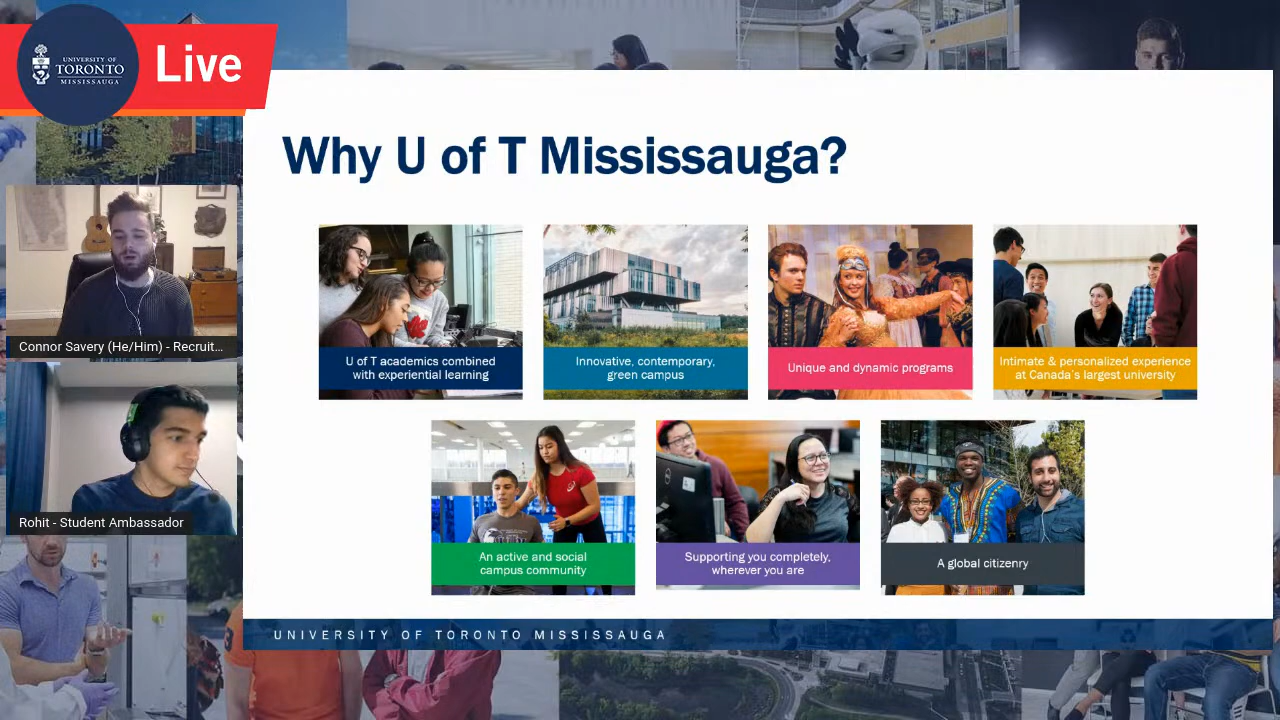 UNIVERSITY OF
TORONTO
MISSISSAUGA
Live
Why U of T Mississauga?
Connor Savery (He/Him) - Recruit...
Rohit - Student Ambassador
U of T academics combined
with experiential learning
Innovative, contemporary,
green campus
Unique and dynamic programs
Intimate & personalized experience
at Canada's largest university
An active and social
campus community
Supporting you completely,
wherever you are
A global citizenry
UNIVERSITY OF TORONTO MISSISSAUGA